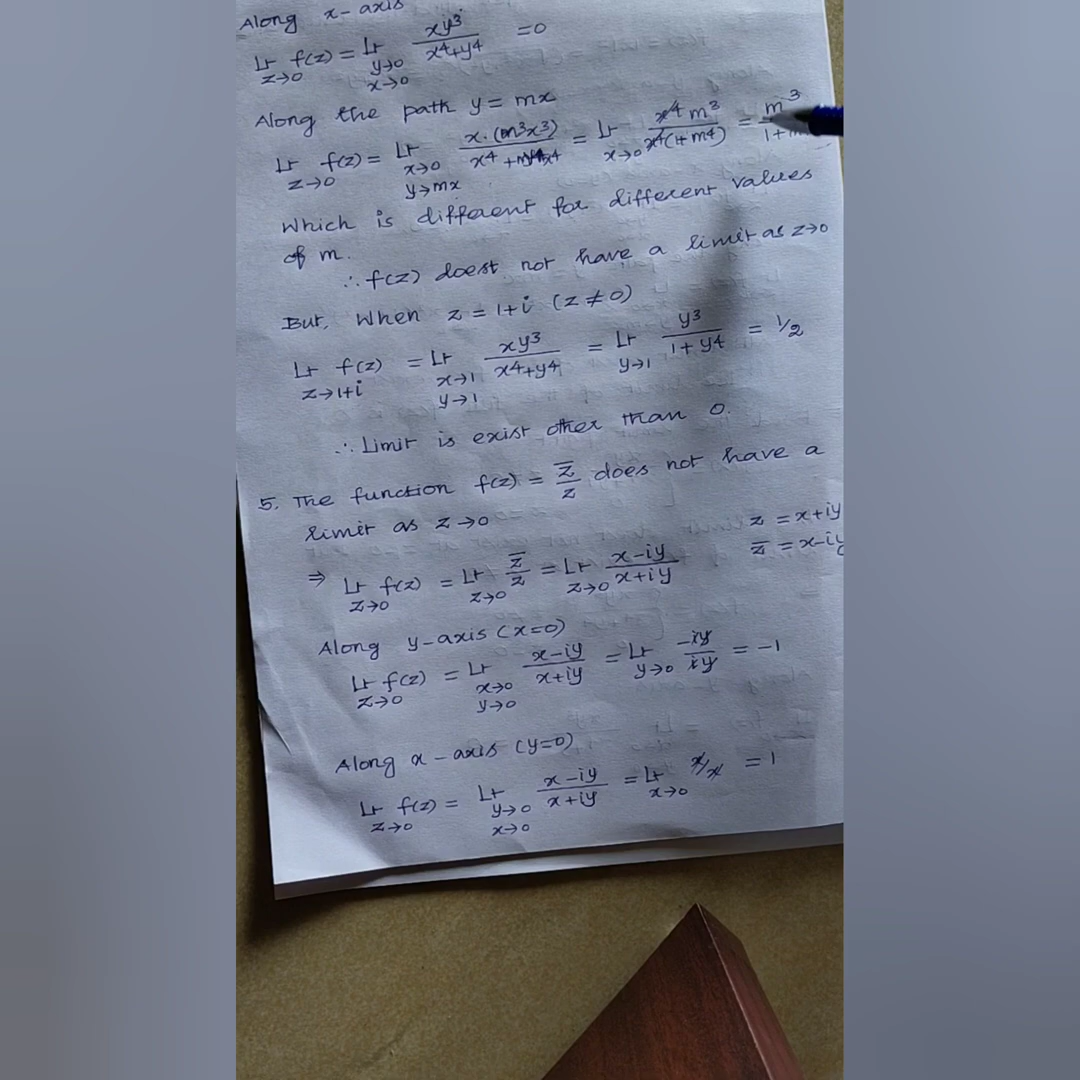 Along x-axis
Lt z→0 f(z) = Lt y→0 x→0 xy³/x⁴+y⁴ = 0
Along the path y = mx
Lt z→0 f(z) = Lt x→0 y→mx x·(m³x³)/x⁴+m⁴x⁴ = Lt x→0 x⁴m³/x⁴(1+m⁴) = m³/1+
Which is different for different values
of m.
∴ f(z) doest not have a limit as z→0
But, When z = 1+i (z≠0)
Lt z→1+i f(z) = Lt x→1 y→1 xy³/x⁴+y⁴ = Lt y→1 y³/1+y⁴ = 1/2
∴ Limit is exist other than 0.
5. The function f(z) = z̅/z does not have a
limit as z→0
z = x+iy
z̅ = x-iy
⇒ Lt z→0 f(z) = Lt z→0 z̅/z = Lt z→0 x-iy/x+iy
Along y-axis (x=0)
Lt z→0 f(z) = Lt x→0 y→0 x-iy/x+iy = Lt y→0 -iy/iy = -1
Along x-axis (y=0)
Lt z→0 f(z) = Lt y→0 x→0 x-iy/x+iy = Lt x→0 x/x = 1